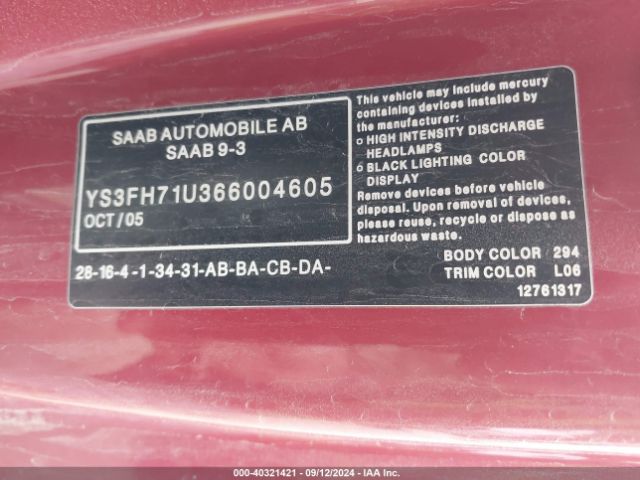 SAAB AUTOMOBILE AB
SAAB 9-3
YS3FH71U366004605
OCT/05
28-16-4 -1-34-31-AB-BA-CB-DA-
This vehicle may include mercury
containing devices installed by
the manufacturer:
o HIGH INTENSITY DISCHARGE
HEADLAMPS
o BLACK LIGHTING COLOR
DISPLAY
Remove devices before vehicle
disposal. Upon removal of devices,
please reuse, recycle or dispose as
hazardous waste.
BODY COLOR 294
TRIM COLOR L06
12761317
000-40321421 - 09/12/2024 - IAA Inc.